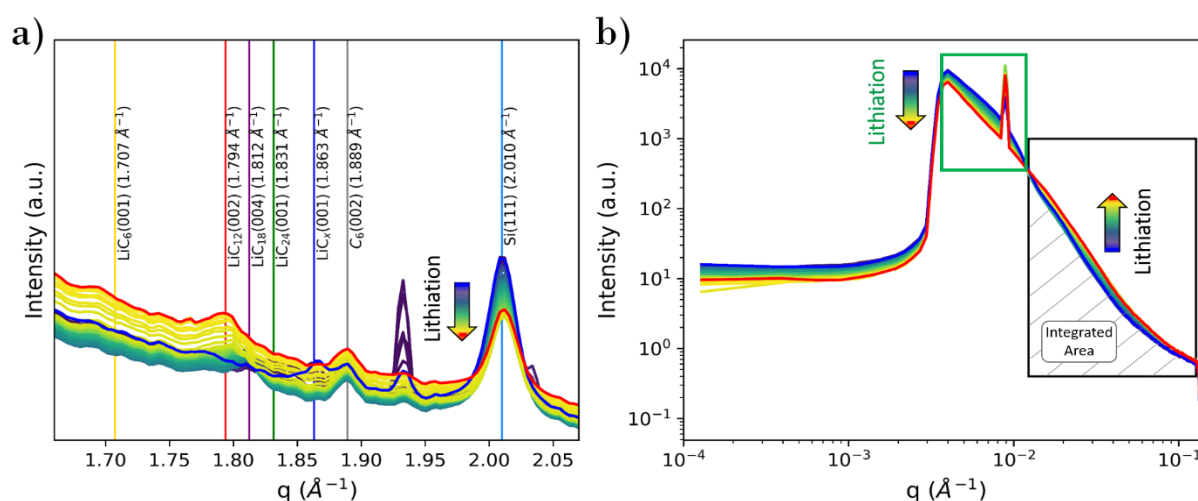 a)
Intensity (a.u.)
LiC₆(001) (1.707 Å⁻¹)
LiC₁₂(002) (1.794 Å⁻¹)
LiC₁₈(004) (1.812 Å⁻¹)
LiC₂₄(001) (1.831 Å⁻¹)
LiCₓ(001) (1.863 Å⁻¹)
C₆(002) (1.889 Å⁻¹)
Lithiation
Si(111) (2.010 Å⁻¹)
1.70 1.75 1.80 1.85 1.90 1.95 2.00 2.05
q (Å⁻¹)
b)
Intensity (a.u.)
10⁴
10³
10²
10¹
10⁰
10⁻¹
Lithiation
Lithiation
Integrated
Area
10⁻⁴ 10⁻³ 10⁻² 10⁻¹
q (Å⁻¹)